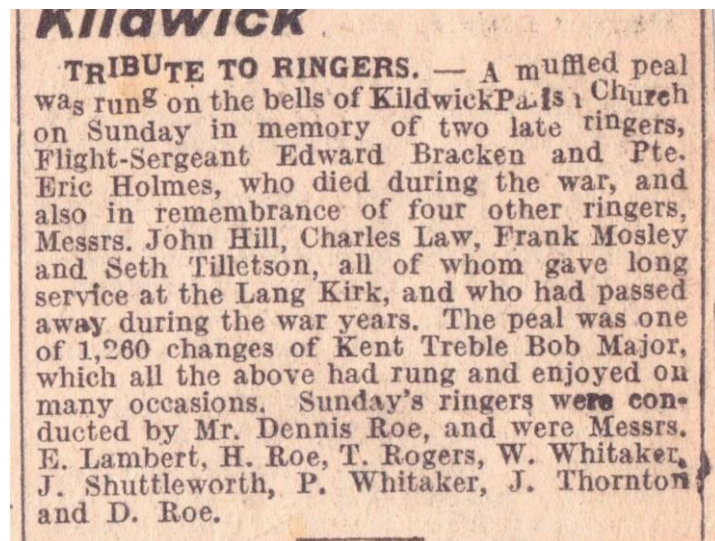 Kildwick
TRIBUTE TO RINGERS. — A muffled peal
was rung on the bells of Kildwick Church
on Sunday in memory of two late ringers,
Flight-Sergeant Edward Bracken and Pte.
Eric Holmes, who died during the war, and
also in remembrance of four other ringers,
Messrs. John Hill, Charles Law, Frank Mosley
and Seth Tilletson, all of whom gave long
service at the Lang Kirk, and who had passed
away during the war years. The peal was one
of 1,260 changes of Kent Treble Bob Major,
which all the above had rung and enjoyed on
many occasions. Sunday's ringers were con-
ducted by Mr. Dennis Roe, and were Messrs.
E. Lambert, H. Roe, T. Rogers, W. Whitaker,
J. Shuttleworth, P. Whitaker, J. Thornton
and D. Roe.